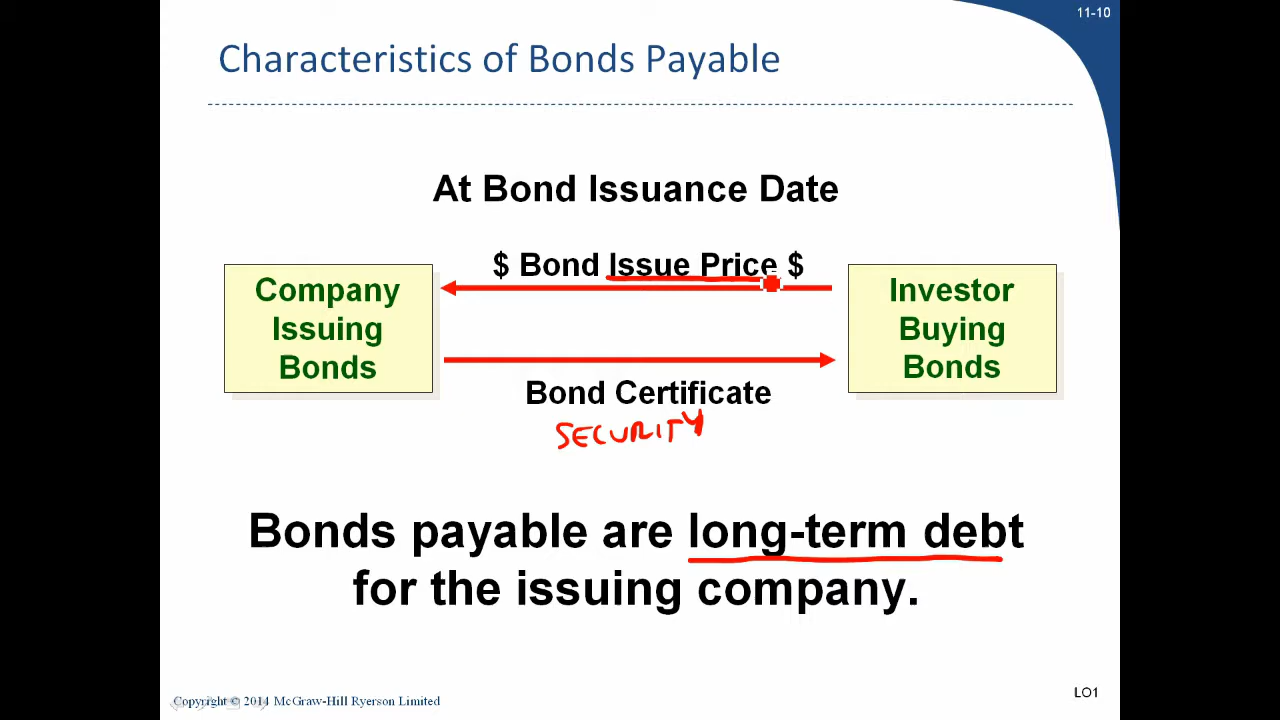 11-10
Characteristics of Bonds Payable
At Bond Issuance Date
$ Bond Issue Price $
Company
Issuing
Bonds
Investor
Buying
Bonds
Bond Certificate
SECURITY
Bonds payable are long-term debt
for the issuing company.
Copyright © 2014 McGraw-Hill Ryerson Limited
LO1